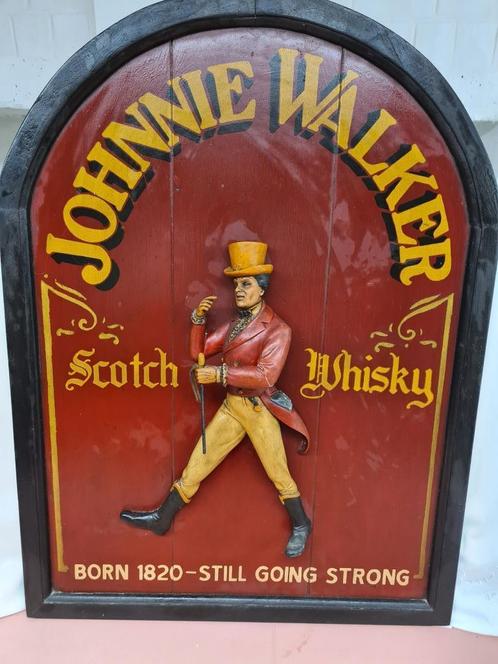 JOHNNIE WALKER
Scotch Whisky
BORN 1820-STILL GOING STRONG